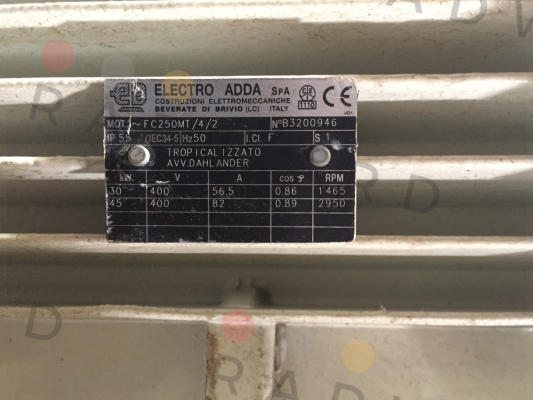 ea ELECTRO ADDA SpA
COSTRUZIONI ELETTROMECCANICHE
BEVERATE DI BRIVIO (LC) ITALY
CE
MOT. 3~ FC250MT/4/2 N°B3200946
IP 55 (IEC34-5) Hz 50 I.Cl. F S 1
TROPICALIZZATO
AVV.DAHLANDER
kW. V A cos φ RPM
30 400 56,5 0.86 1465
45 400 82 0.89 2950